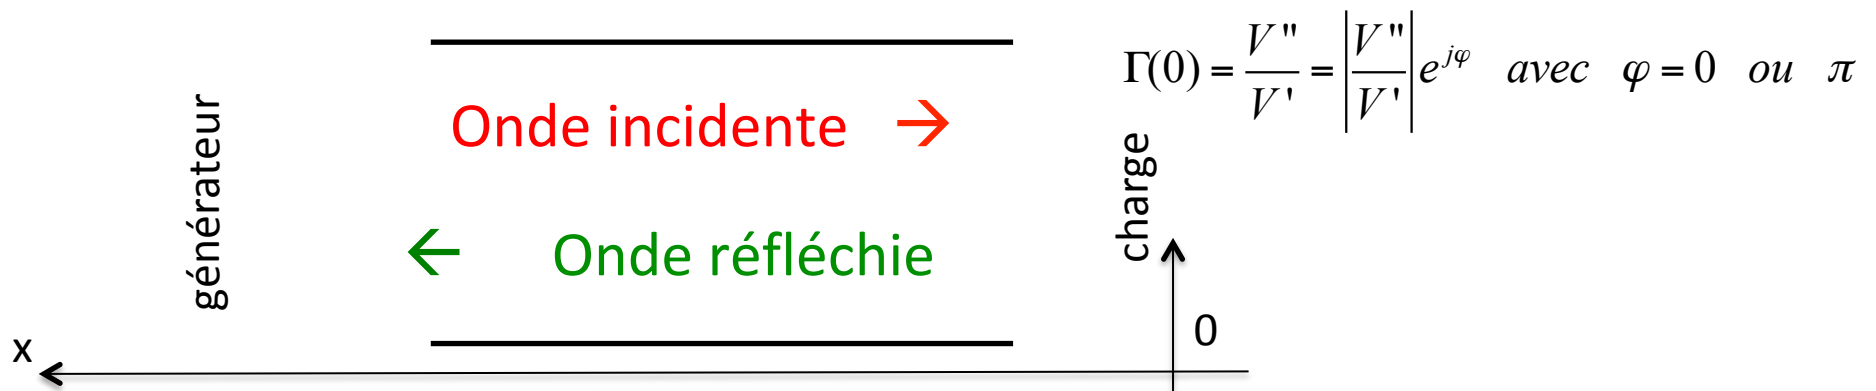 générateur
Onde incidente →
← Onde réfléchie
charge
Γ(0) = V'' / V' = |V'' / V'| e^{jφ} avec φ = 0 ou π
0
x